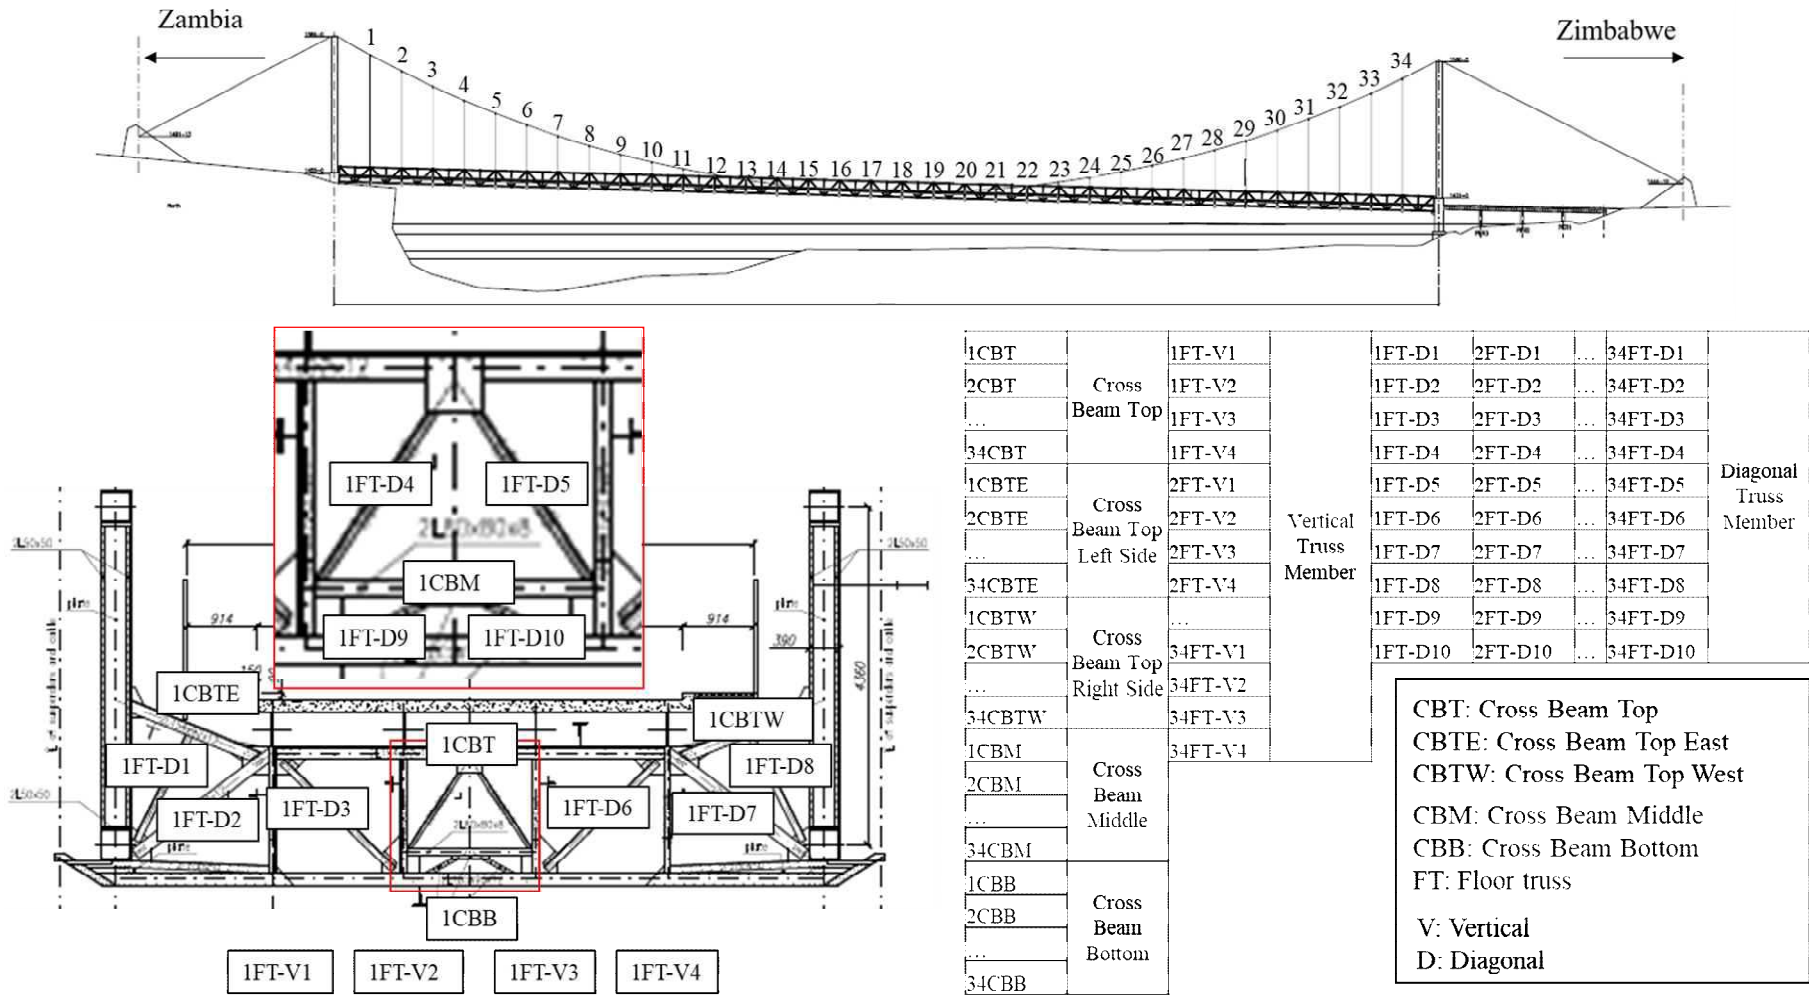 Zambia
Zimbabwe
1 2 3 4 5 6 7 8 9 10 11 12 13 14 15 16 17 18 19 20 21 22 23 24 25 26 27 28 29 30 31 32 33 34
1FT-D4 1FT-D5
2L80x80x8
1CBM
1FT-D9 1FT-D10
2L50x50
2L50x50
914
914
390
4360
1CBTE
1CBTW
1CBT
1FT-D1
1FT-D8
1FT-D2
1FT-D3
1FT-D6
1FT-D7
2L80x80x8
2L50x50
1CBB
1FT-V1 1FT-V2 1FT-V3 1FT-V4
1CBT 1FT-V1 1FT-D1 2FT-D1 ... 34FT-D1
2CBT Cross 1FT-V2 1FT-D2 2FT-D2 ... 34FT-D2
... Beam Top 1FT-V3 1FT-D3 2FT-D3 ... 34FT-D3
34CBT 1FT-V4 1FT-D4 2FT-D4 ... 34FT-D4
1CBTE 2FT-V1 1FT-D5 2FT-D5 ... 34FT-D5 Diagonal
2CBTE Cross 2FT-V2 Vertical 1FT-D6 2FT-D6 ... 34FT-D6 Truss
... Beam Top 2FT-V3 Truss 1FT-D7 2FT-D7 ... 34FT-D7 Member
34CBTE Left Side 2FT-V4 Member 1FT-D8 2FT-D8 ... 34FT-D8
1CBTW ... 1FT-D9 2FT-D9 ... 34FT-D9
2CBTW Cross 34FT-V1 1FT-D10 2FT-D10 ... 34FT-D10
... Beam Top 34FT-V2
34CBTW Right Side 34FT-V3
1CBM 34FT-V4
2CBM Cross
... Beam
34CBM Middle
1CBB
2CBB Cross
... Beam
34CBB Bottom
CBT: Cross Beam Top
CBTE: Cross Beam Top East
CBTW: Cross Beam Top West
CBM: Cross Beam Middle
CBB: Cross Beam Bottom
FT: Floor truss
V: Vertical
D: Diagonal